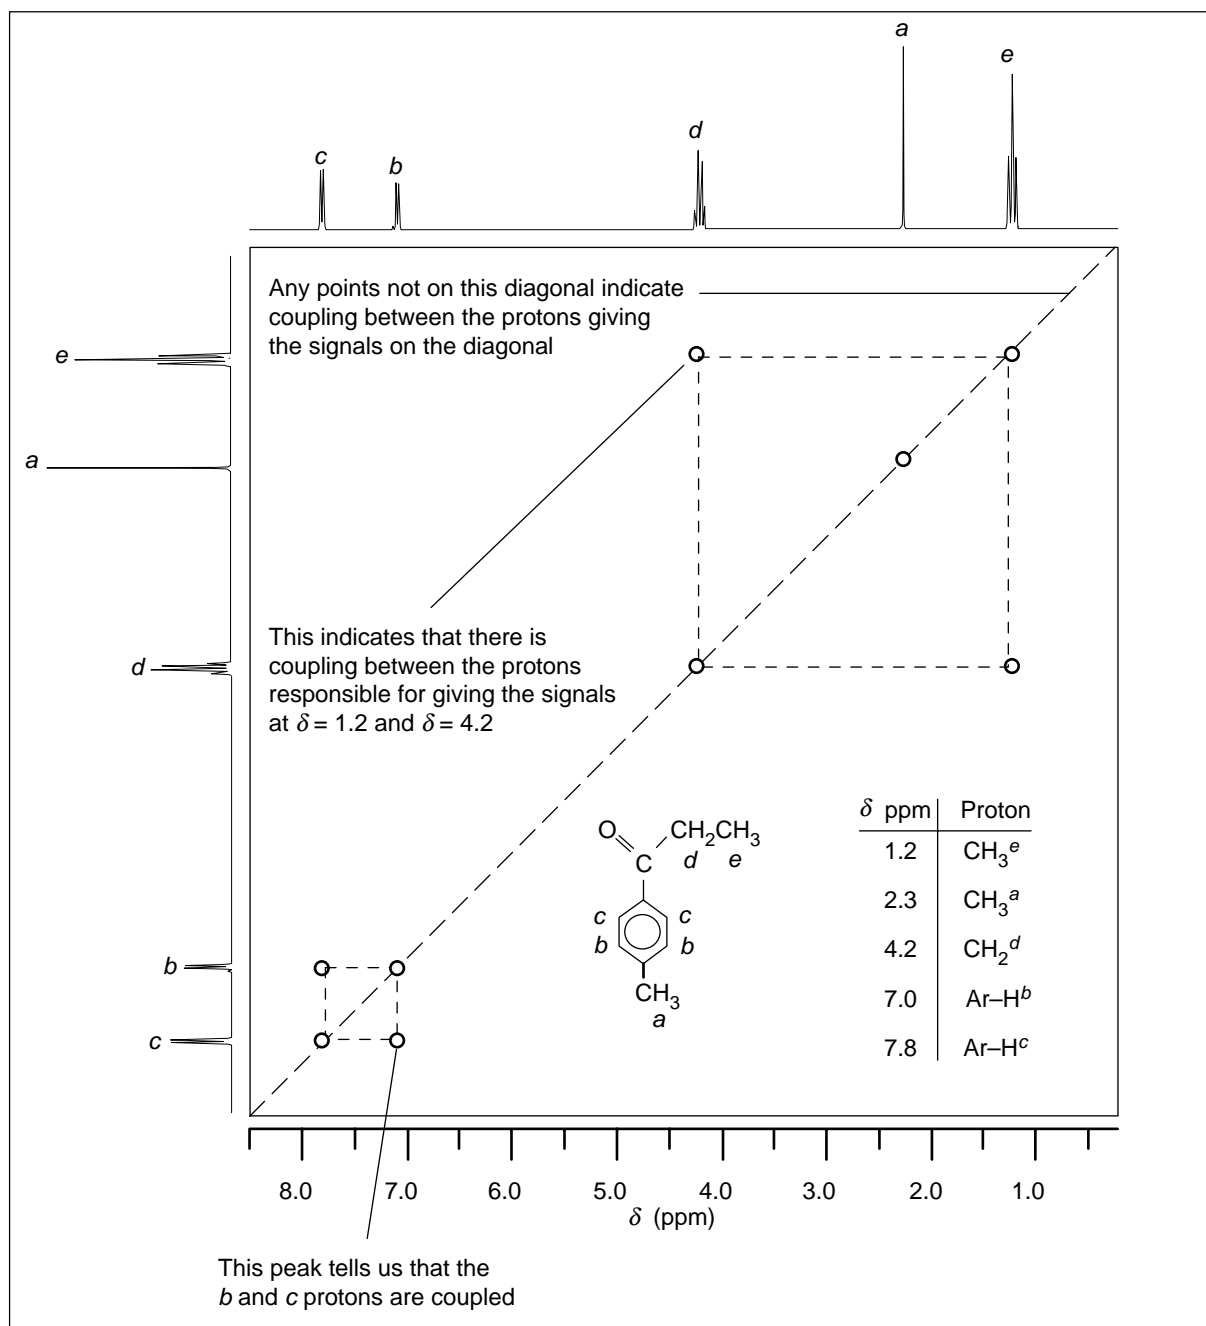 a
e
d
c
b
Any points not on this diagonal indicate
coupling between the protons giving
the signals on the diagonal
e
a
This indicates that there is
coupling between the protons
responsible for giving the signals
at δ = 1.2 and δ = 4.2
d
O
CH₂CH₃
C
d
e
c
c
b
b
CH₃
a
δ ppm Proton
1.2 CH₃ᵉ
2.3 CH₃ᵃ
4.2 CH₂ᵈ
7.0 Ar–Hᵇ
7.8 Ar–Hᶜ
b
c
8.0 7.0 6.0 5.0 4.0 3.0 2.0 1.0
δ (ppm)
This peak tells us that the
b and c protons are coupled